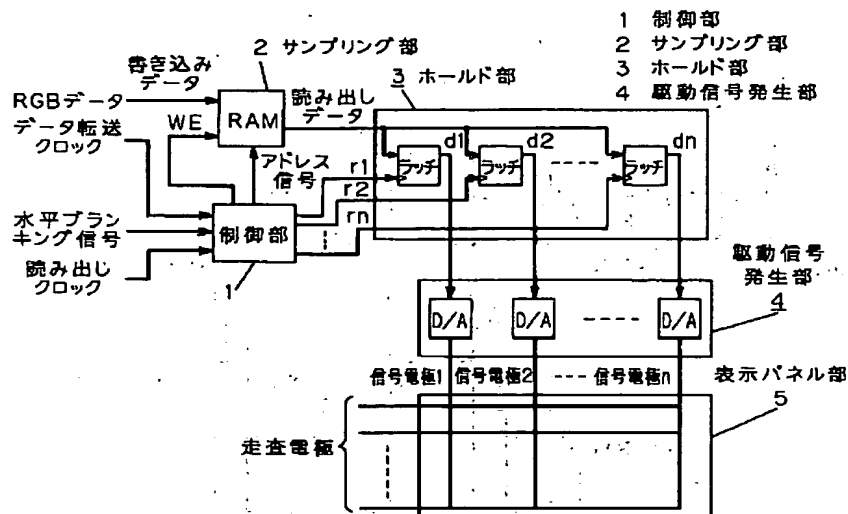 1 制御部
2 サンプリング部
3 ホールド部
4 駆動信号発生部
2 サンプリング部
書き込み
データ
RGBデータ
WE
RAM
読み出し
データ
3 ホールド部
データ転送
クロック
アドレス
信号
r1
r2
rn
ラッチ
d1
ラッチ
d2
ラッチ
dn
水平ブラン
キング信号
制御部
読み出し
クロック
1
駆動信号
発生部
4
D/A
D/A
D/A
信号電極1
信号電極2
信号電極n
表示パネル部
5
走査電極